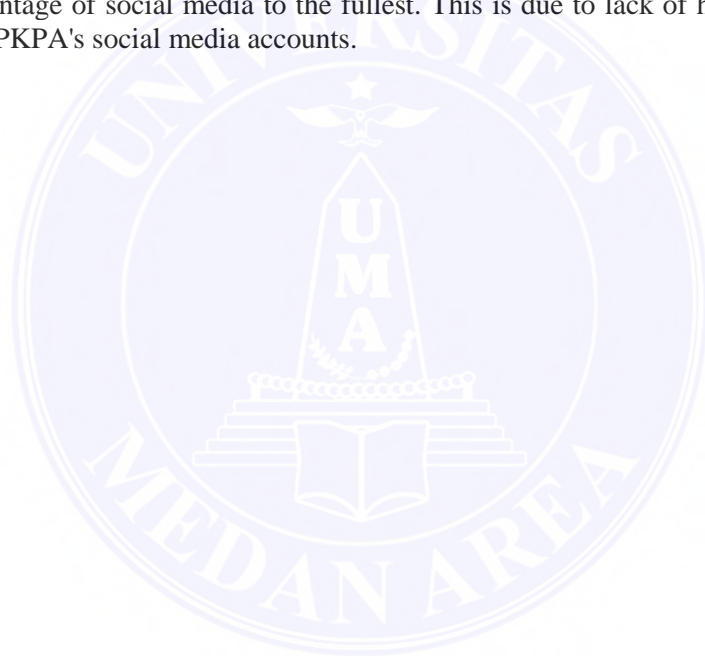 ntage of social media to the fullest. This is due to lack of h
PKPA's social media accounts.
UNIVERSITAS
U
M
A
MEDAN AREA